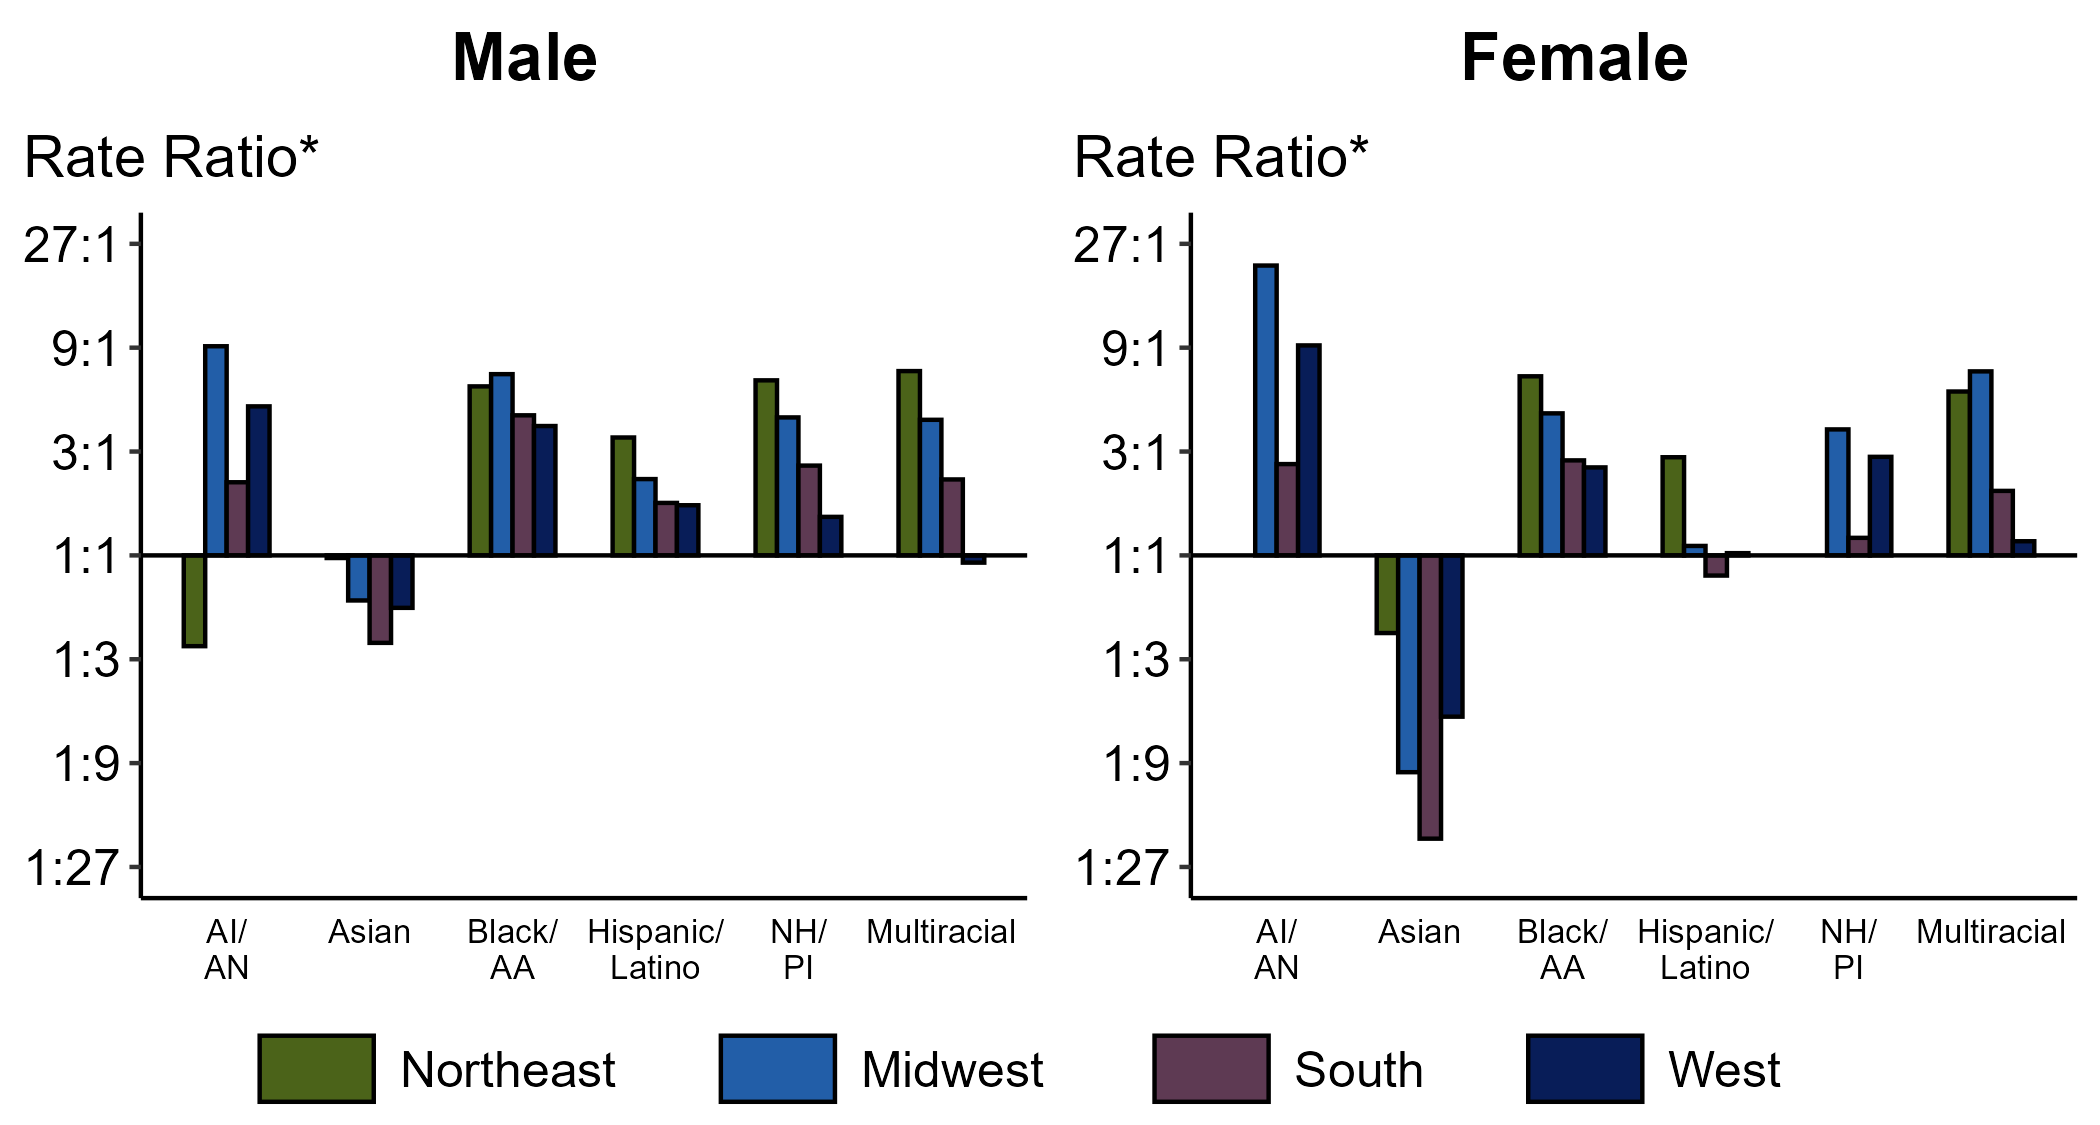 Male
Female
Rate Ratio*
Rate Ratio*
27:1
9:1
3:1
1:1
1:3
1:9
1:27
27:1
9:1
3:1
1:1
1:3
1:9
1:27
AI/
AN
Asian
Black/
AA
Hispanic/
Latino
NH/
PI
Multiracial
AI/
AN
Asian
Black/
AA
Hispanic/
Latino
NH/
PI
Multiracial
Northeast
Midwest
South
West